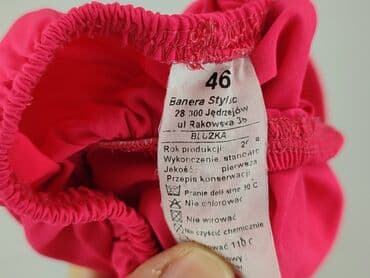 46
Banera Style
28 300 Jędrzejów
ul Rakowska 35
BLUZKA
Rok produkcji:
Wykończenie: standard
Jakość: pierwsza
Przepis konserwacji:
Pranie delikatne 30 C
Nie chlorować
Nie wirować
Nie czyścić chemicznie
110 C